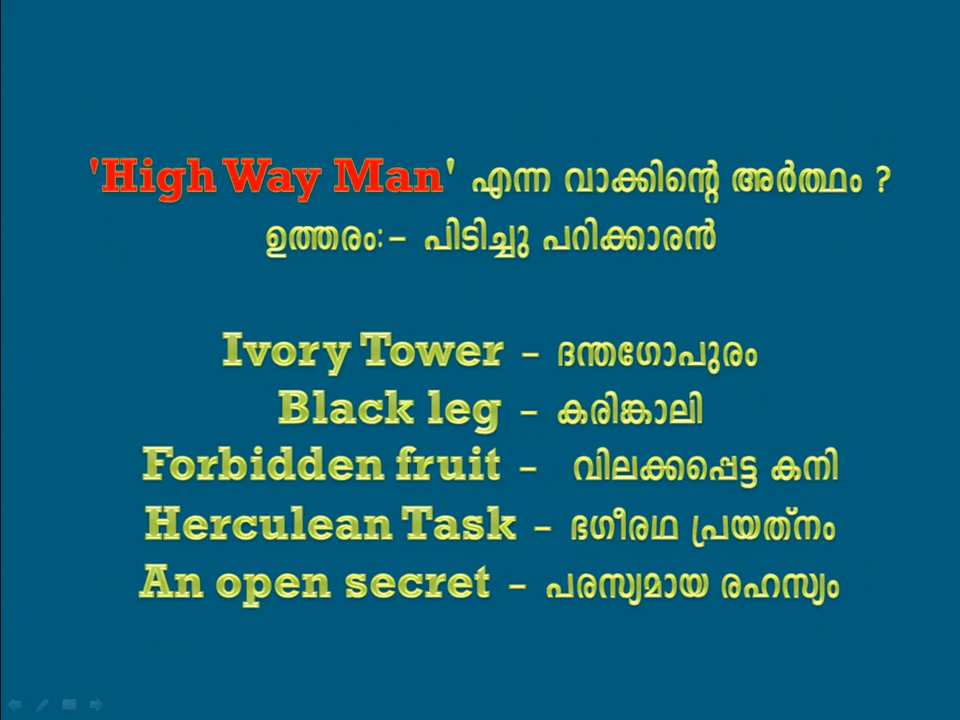 'High Way Man' എന്ന വാക്കിന്റെ അർത്ഥം ?
ഉത്തരം:- പിടിച്ചു പറിക്കാരൻ
Ivory Tower - ദന്തഗോപുരം
Black leg - കരിങ്കാലി
Forbidden fruit - വിലക്കപ്പെട്ട കനി
Herculean Task - ഭഗീരഥ പ്രയത്‌നം
An open secret - പരസ്യമായ രഹസ്യം